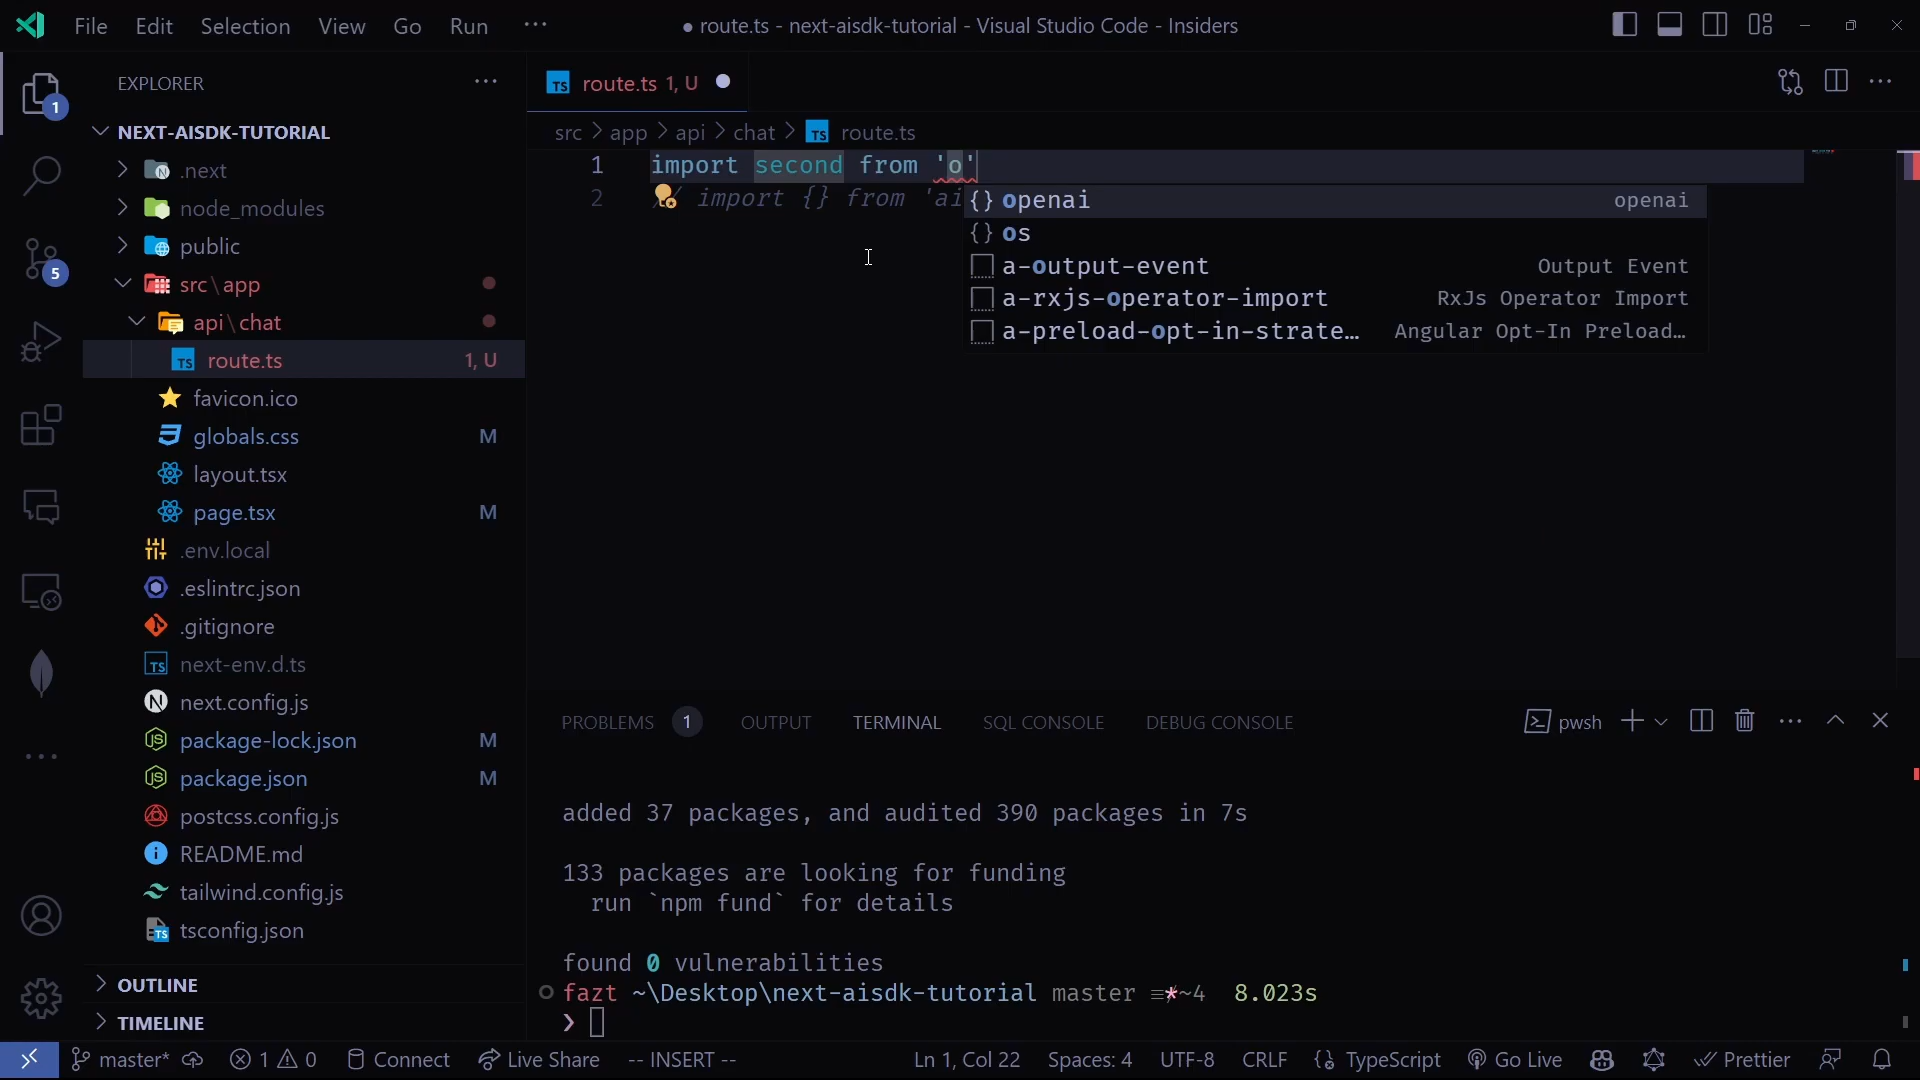 File Edit Selection View Go Run ···
● route.ts - next-aisdk-tutorial - Visual Studio Code - Insiders
EXPLORER
NEXT-AISDK-TUTORIAL
.next
node_modules
public
src\app
api\chat
route.ts 1, U
favicon.ico
globals.css M
layout.tsx
page.tsx M
.env.local
.eslintrc.json
.gitignore
next-env.d.ts
next.config.js
package-lock.json M
package.json M
postcss.config.js
README.md
tailwind.config.js
tsconfig.json
OUTLINE
TIMELINE
1
5
TS route.ts 1, U
src > app > api > chat > TS route.ts
1 import second from 'o'
2 // import {} from 'ai
{} openai openai
{} os
a-output-event Output Event
a-rxjs-operator-import RxJs Operator Import
a-preload-opt-in-strate… Angular Opt-In Preload…
PROBLEMS 1 OUTPUT TERMINAL SQL CONSOLE DEBUG CONSOLE
pwsh
added 37 packages, and audited 390 packages in 7s
133 packages are looking for funding
run `npm fund` for details
found 0 vulnerabilities
fazt ~\Desktop\next-aisdk-tutorial master ≡*~4 8.023s
❯
master* 1 0 Connect Live Share -- INSERT -- Ln 1, Col 22 Spaces: 4 UTF-8 CRLF TypeScript Go Live Prettier